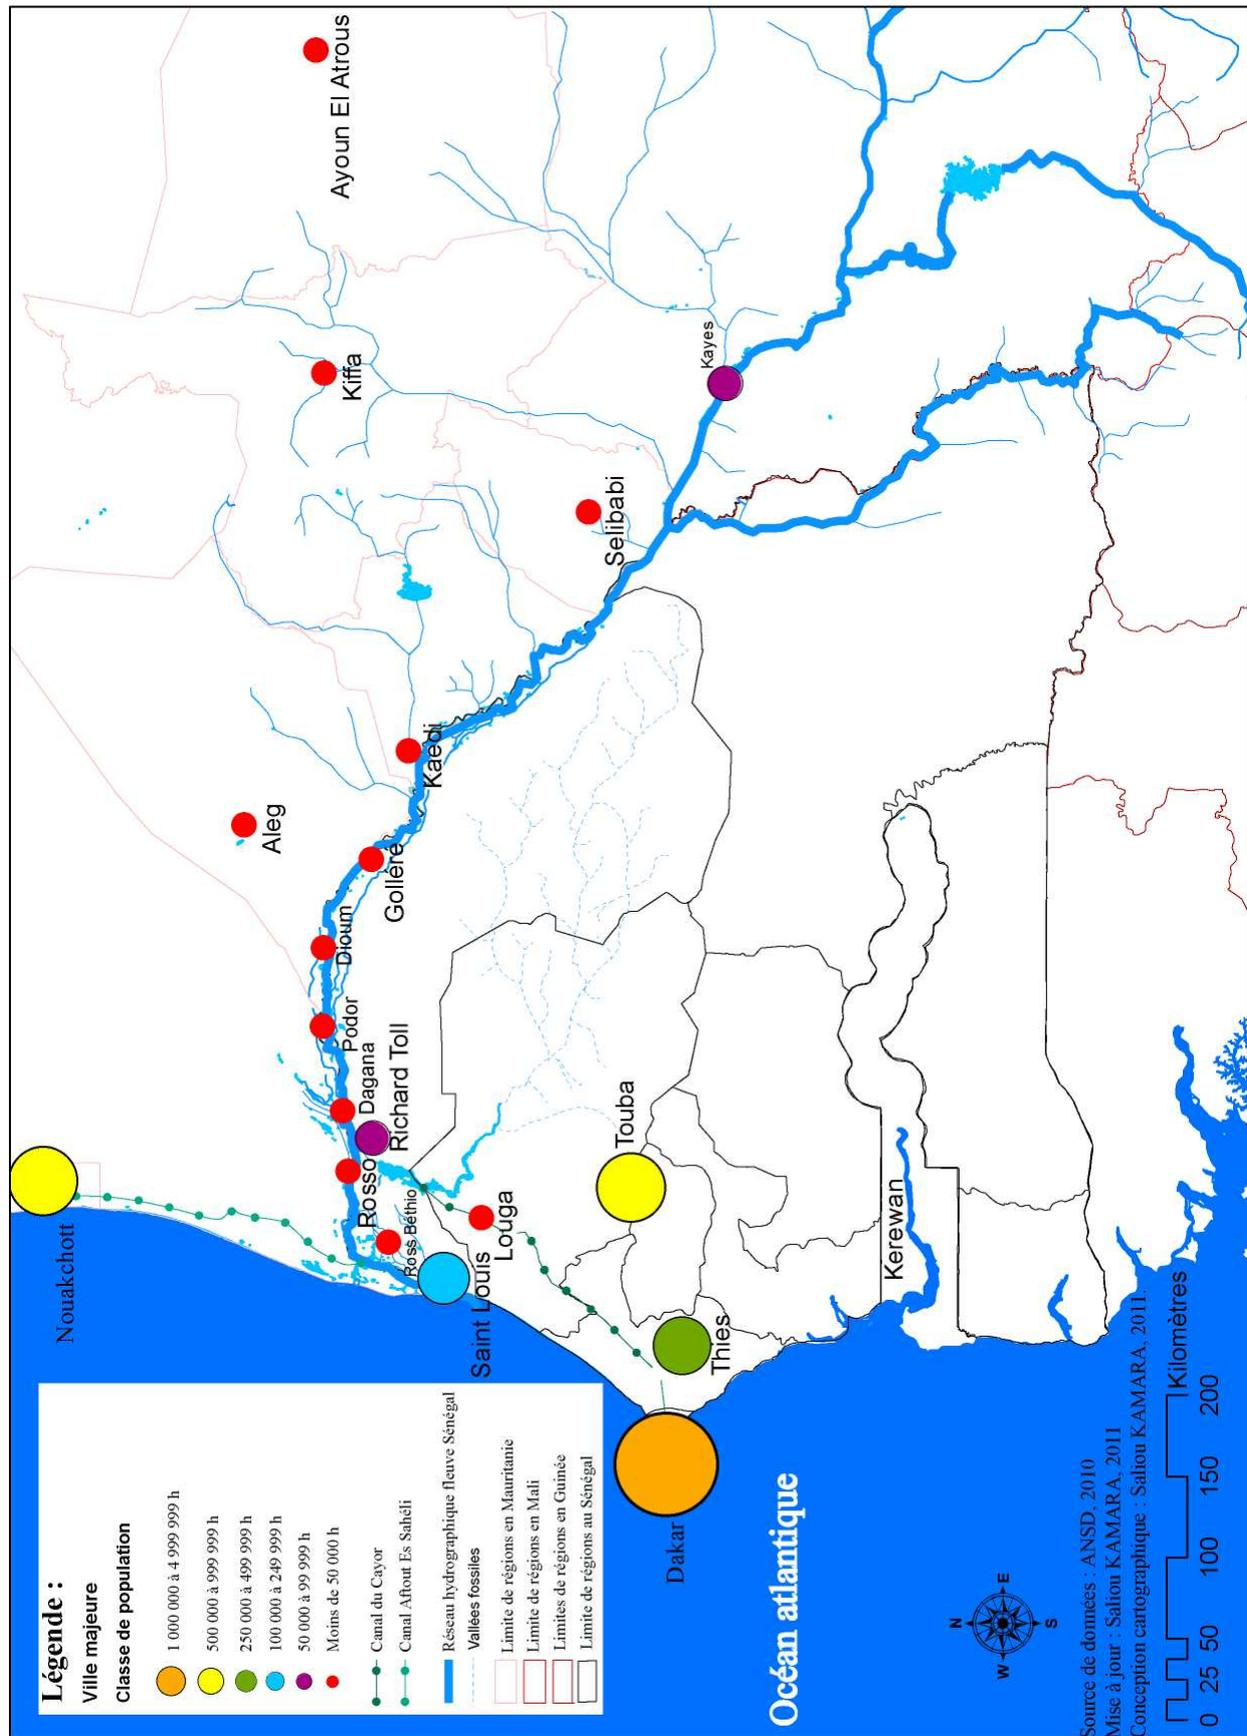 Légende :
Ville majeure
Classe de population
1 000 000 à 4 999 999 h
500 000 à 999 999 h
250 000 à 499 999 h
100 000 à 249 999 h
50 000 à 99 999 h
Moins de 50 000 h
Canal du Cayor
Canal Aftout Es Sahéli
Réseau hydrographique fleuve Sénégal
Vallées fossiles
Limite de régions en Mauritanie
Limite de régions en Mali
Limites de régions en Guinée
Limite de régions au Sénégal
Nouakchott
Ayoun El Atrous
Kiffa
Aleg
Selibabi
Kaedi
Golléré
Dioum
Podor
Dagana
Richard Toll
Rosso
Ross Béthio
Saint Louis
Louga
Touba
Thies
Dakar
Kayes
Kerewan
Océan atlantique
N
W
E
S
Source de données : ANSD, 2010
Mise à jour : Saliou KAMARA, 2011
Conception cartographique : Saliou KAMARA, 2011.
Kilomètres
0 25 50 100 150 200